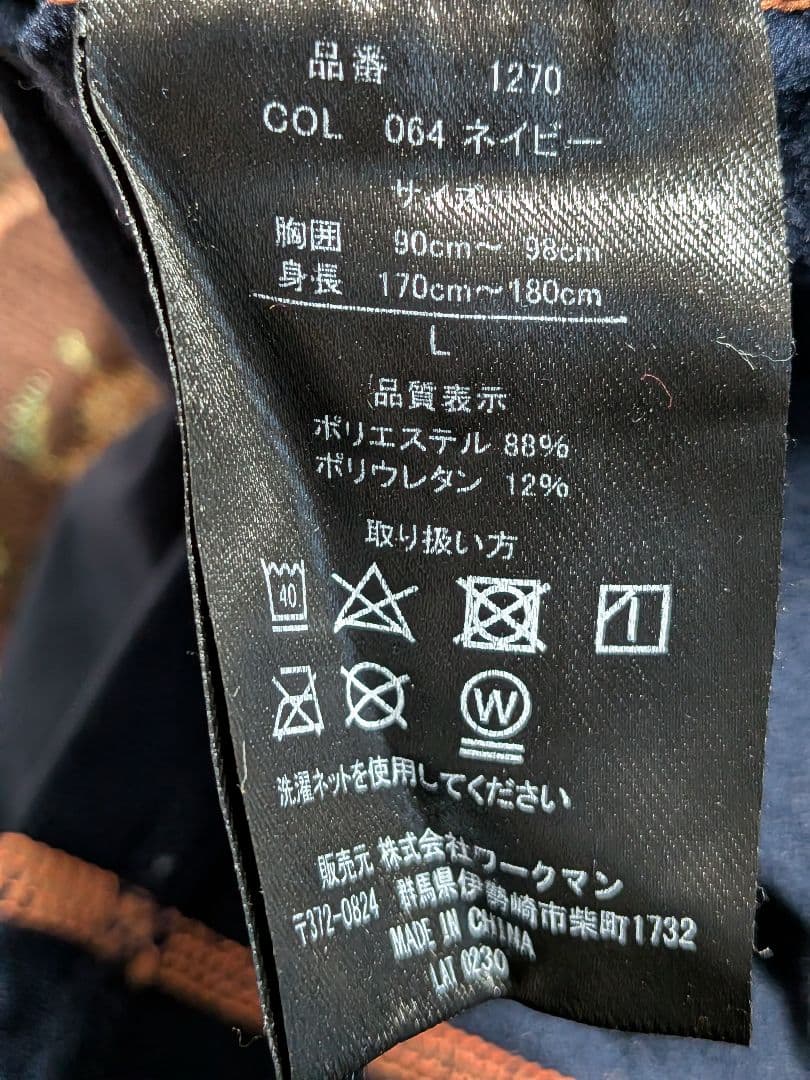 品番 1270
COL 064 ネイビー
サイズ
胸囲 90cm〜 98cm
身長 170cm〜180cm
L
品質表示
ポリエステル 88%
ポリウレタン 12%
取り扱い方
40
W
洗濯ネットを使用してください
販売元 株式会社ワークマン
〒372-0824 群馬県伊勢崎市柴町1732
MADE IN CHINA
LAT 0230